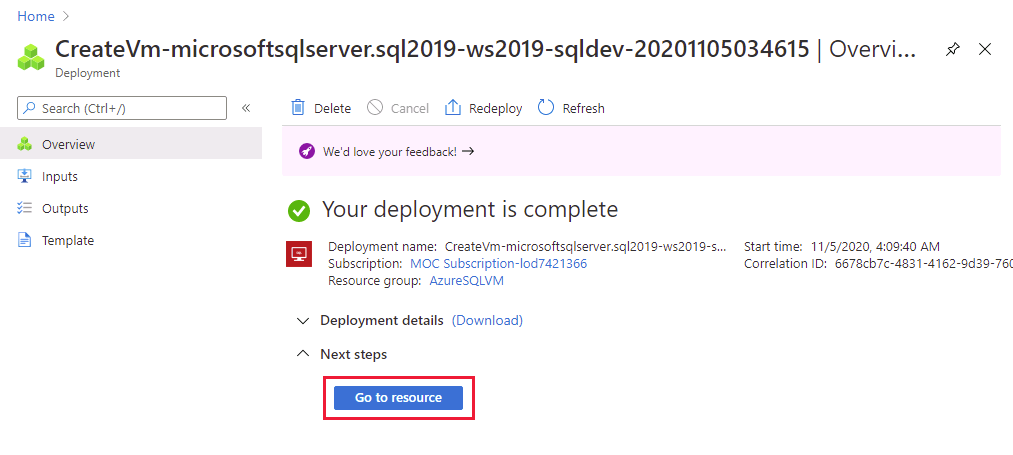 Home
CreateVm-microsoftsqlserver.sql2019-ws2019-sqldev-20201105034615 | Overvi...
Deployment
Search (Ctrl+/)
Delete
Cancel
Redeploy
Refresh
Overview
Inputs
Outputs
Template
We'd love your feedback! →
Your deployment is complete
Deployment name: CreateVm-microsoftsqlserver.sql2019-ws2019-s...
Subscription: MOC Subscription-lod7421366
Resource group: AzureSQLVM
Start time: 11/5/2020, 4:09:40 AM
Correlation ID: 6678cb7c-4831-4162-9d39-760
Deployment details (Download)
Next steps
Go to resource